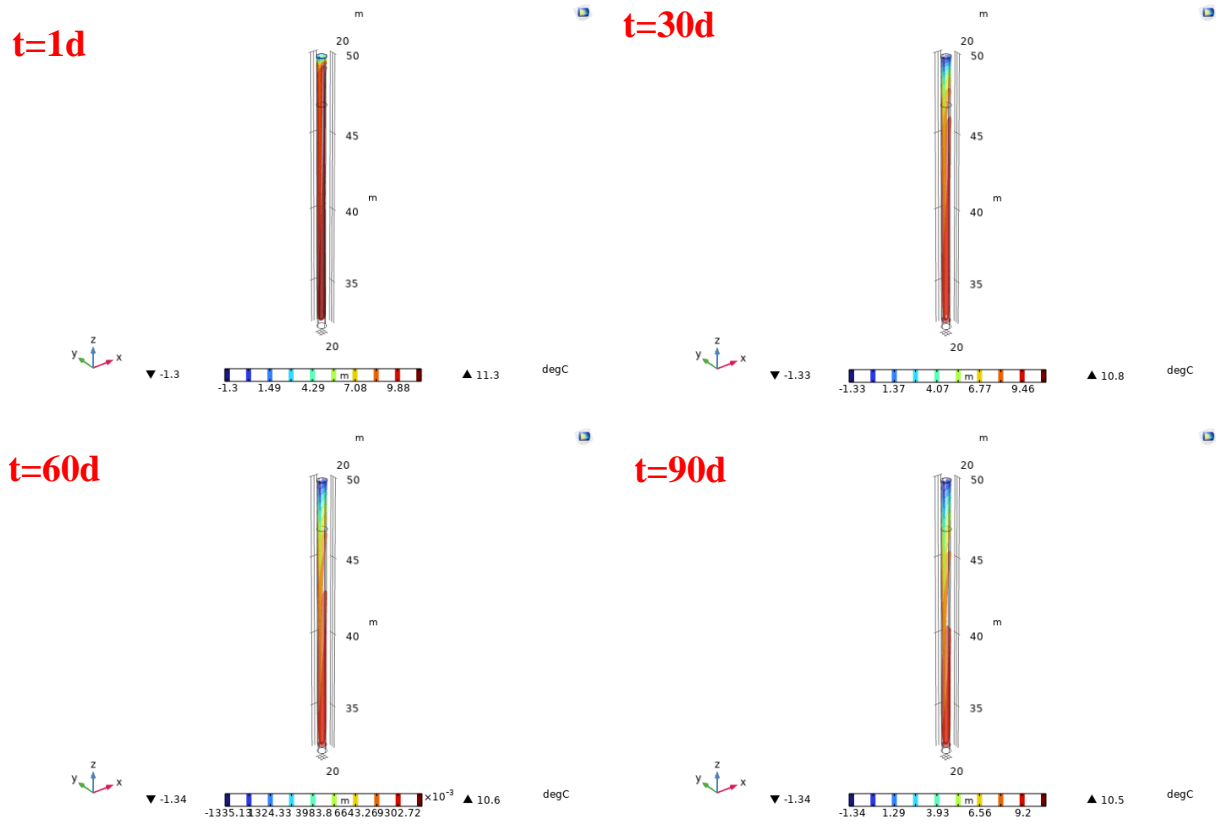 t=1d
m
20
50
45
m
40
35
20
z
y
x
▼ -1.3
m
-1.3 1.49 4.29 7.08 9.88
▲ 11.3
degC
t=30d
m
20
50
45
m
40
35
20
z
y
x
▼ -1.33
m
-1.33 1.37 4.07 6.77 9.46
▲ 10.8
degC
t=60d
m
20
50
45
m
40
35
20
z
y
x
▼ -1.34
m
×10⁻³
▲ 10.6
degC
t=90d
m
20
50
45
m
40
35
20
z
y
x
▼ -1.34
m
-1.34 1.29 3.93 6.56 9.2
▲ 10.5
degC